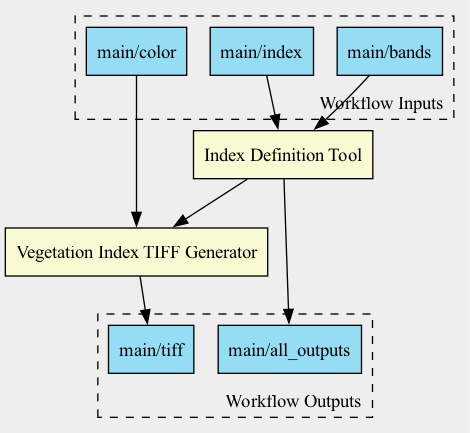 main/color
main/index
main/bands
Workflow Inputs
Index Definition Tool
Vegetation Index TIFF Generator
main/tiff
main/all_outputs
Workflow Outputs